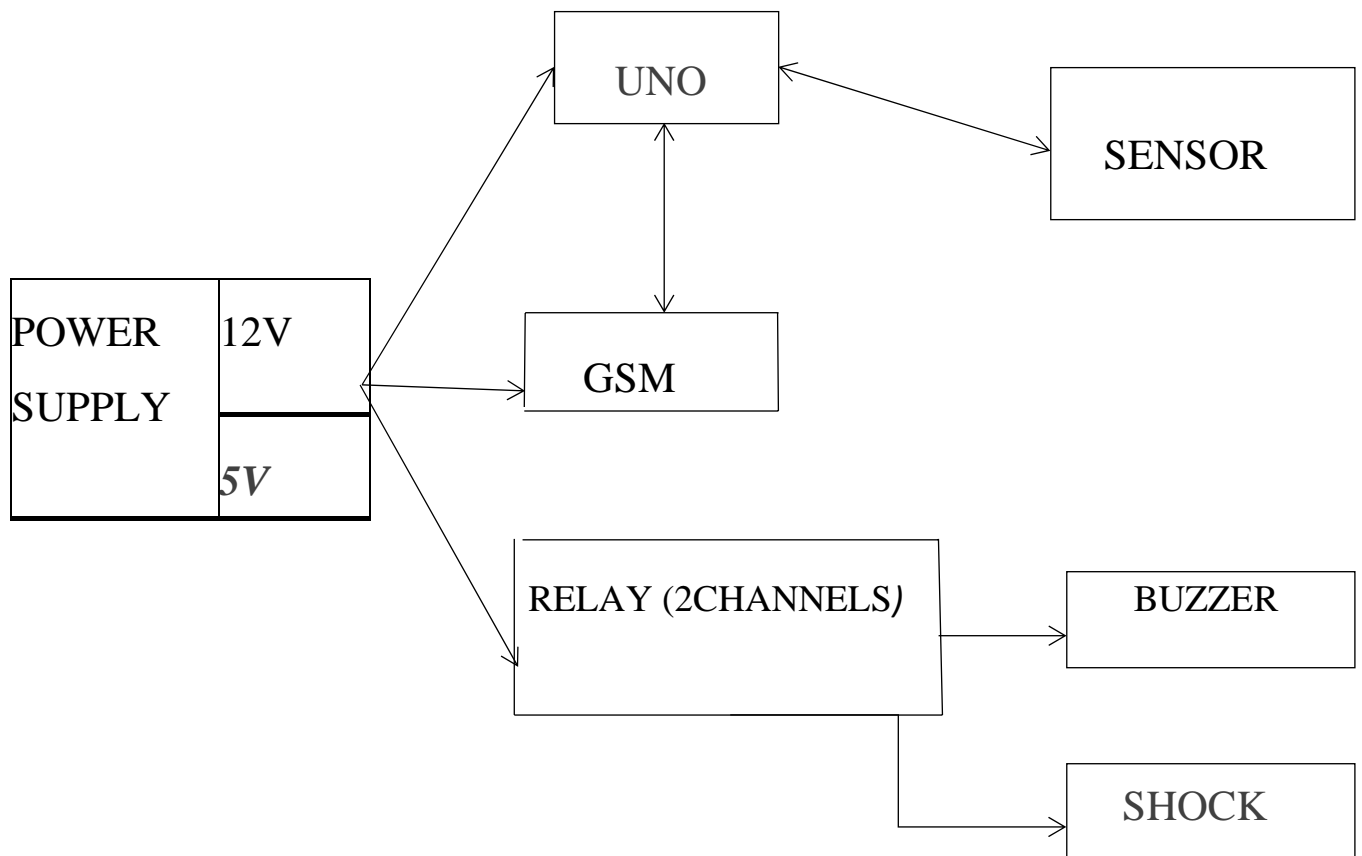 UNO
SENSOR
POWER
SUPPLY
12V
5V
GSM
RELAY (2CHANNELS)
BUZZER
SHOCK